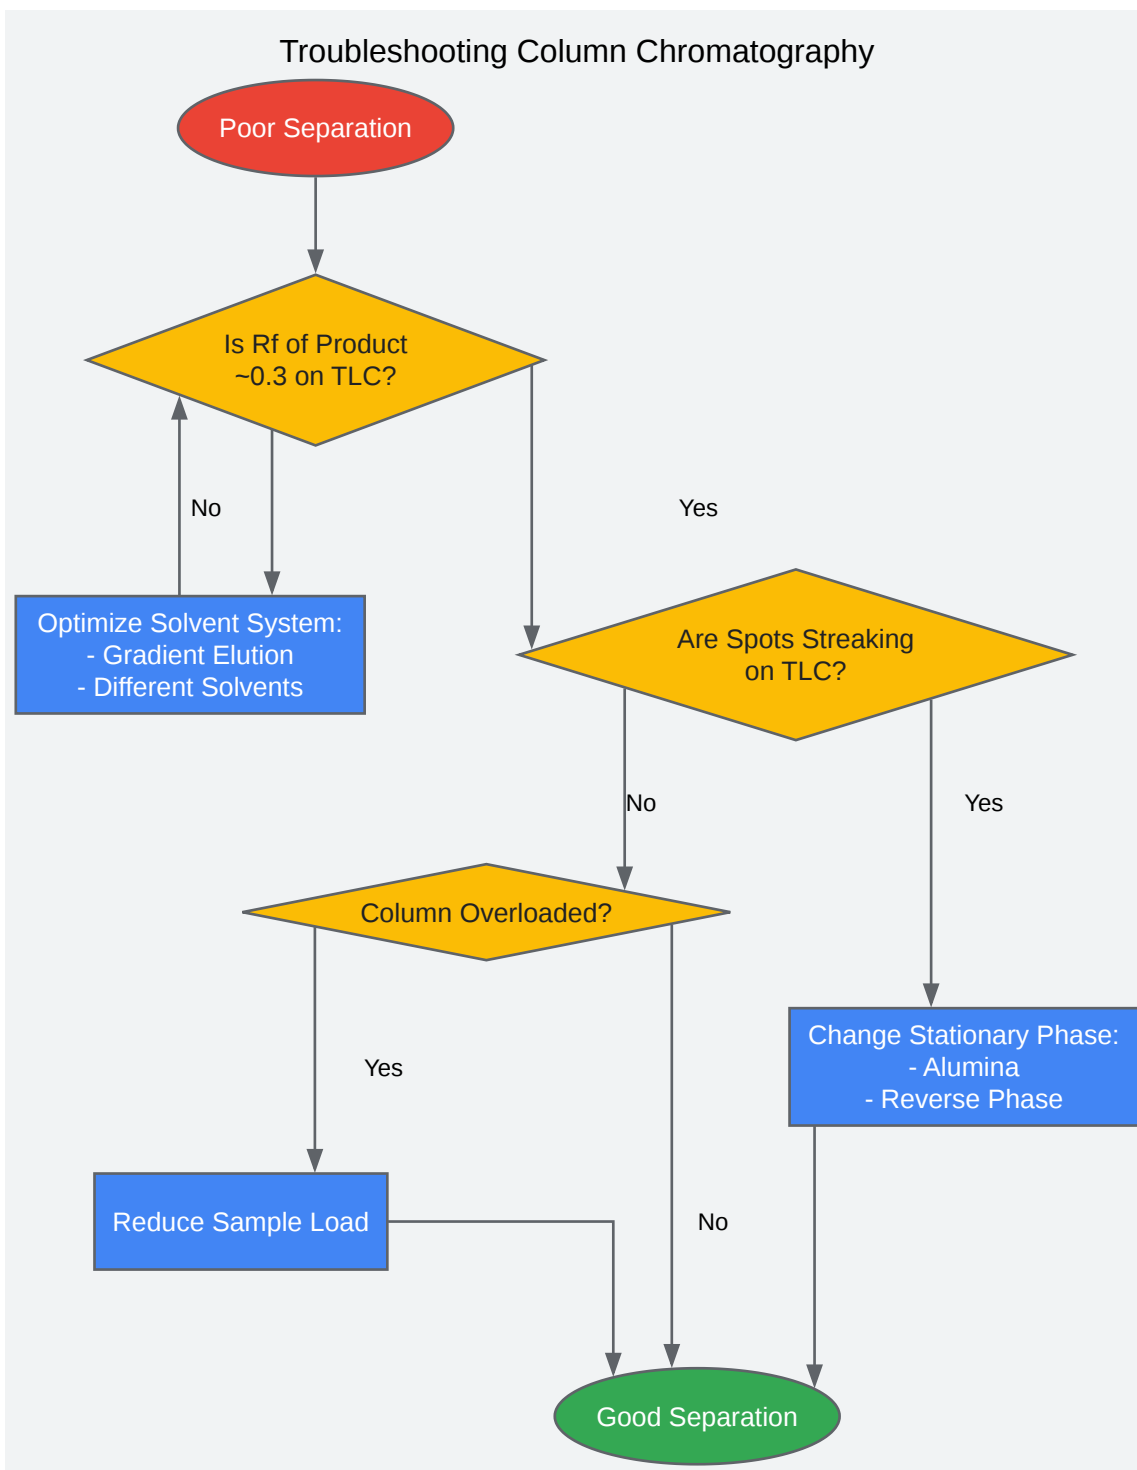 Troubleshooting Column Chromatography
Poor Separation
Is Rf of Product
~0.3 on TLC?
No
Yes
Optimize Solvent System:
- Gradient Elution
- Different Solvents
Are Spots Streaking
on TLC?
No
Yes
Column Overloaded?
Change Stationary Phase:
- Alumina
- Reverse Phase
Yes
Reduce Sample Load
No
Good Separation